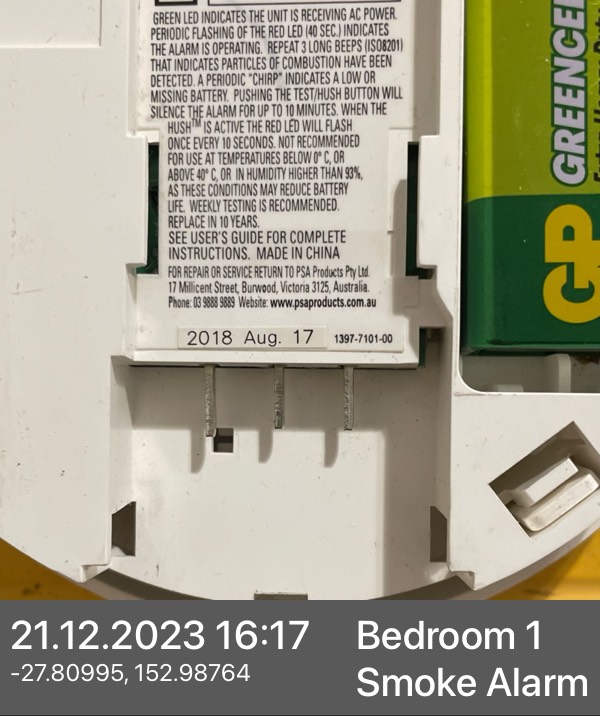 GREEN LED INDICATES THE UNIT IS RECEIVING AC POWER.
PERIODIC FLASHING OF THE RED LED (40 SEC.) INDICATES
THE ALARM IS OPERATING. REPEAT 3 LONG BEEPS (ISO8201)
THAT INDICATES PARTICLES OF COMBUSTION HAVE BEEN
DETECTED. A PERIODIC "CHIRP" INDICATES A LOW OR
MISSING BATTERY. PUSHING THE TEST/HUSH BUTTON WILL
SILENCE THE ALARM FOR UP TO 10 MINUTES. WHEN THE
HUSH™ IS ACTIVE THE RED LED WILL FLASH
ONCE EVERY 10 SECONDS. NOT RECOMMENDED
FOR USE AT TEMPERATURES BELOW 0° C, OR
ABOVE 40° C, OR IN HUMIDITY HIGHER THAN 93%,
AS THESE CONDITIONS MAY REDUCE BATTERY
LIFE. WEEKLY TESTING IS RECOMMENDED.
REPLACE IN 10 YEARS.
SEE USER'S GUIDE FOR COMPLETE
INSTRUCTIONS. MADE IN CHINA
FOR REPAIR OR SERVICE RETURN TO PSA Products Pty Ltd.
17 Millicent Street, Burwood, Victoria 3125, Australia.
Phone: 03 9888 9889 Website: www.psaproducts.com.au
2018 Aug. 17
1397-7101-00
GP
GREENCE
21.12.2023 16:17
-27.80995, 152.98764
Bedroom 1
Smoke Alarm